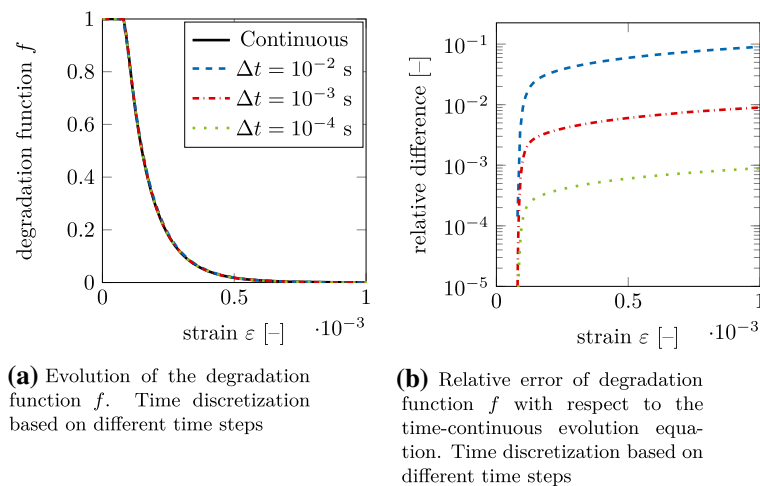 degradation function f
1
0.8
0.6
0.4
0.2
0
0
0.5
1
strain ε [–]
·10⁻³
Continuous
Δt = 10⁻² s
Δt = 10⁻³ s
Δt = 10⁻⁴ s
(a) Evolution of the degradation
function f. Time discretization
based on different time steps
relative difference [–]
10⁻¹
10⁻²
10⁻³
10⁻⁴
10⁻⁵
0
0.5
1
strain ε [–]
·10⁻³
(b) Relative error of degradation
function f with respect to the
time-continuous evolution equa-
tion. Time discretization based on
different time steps